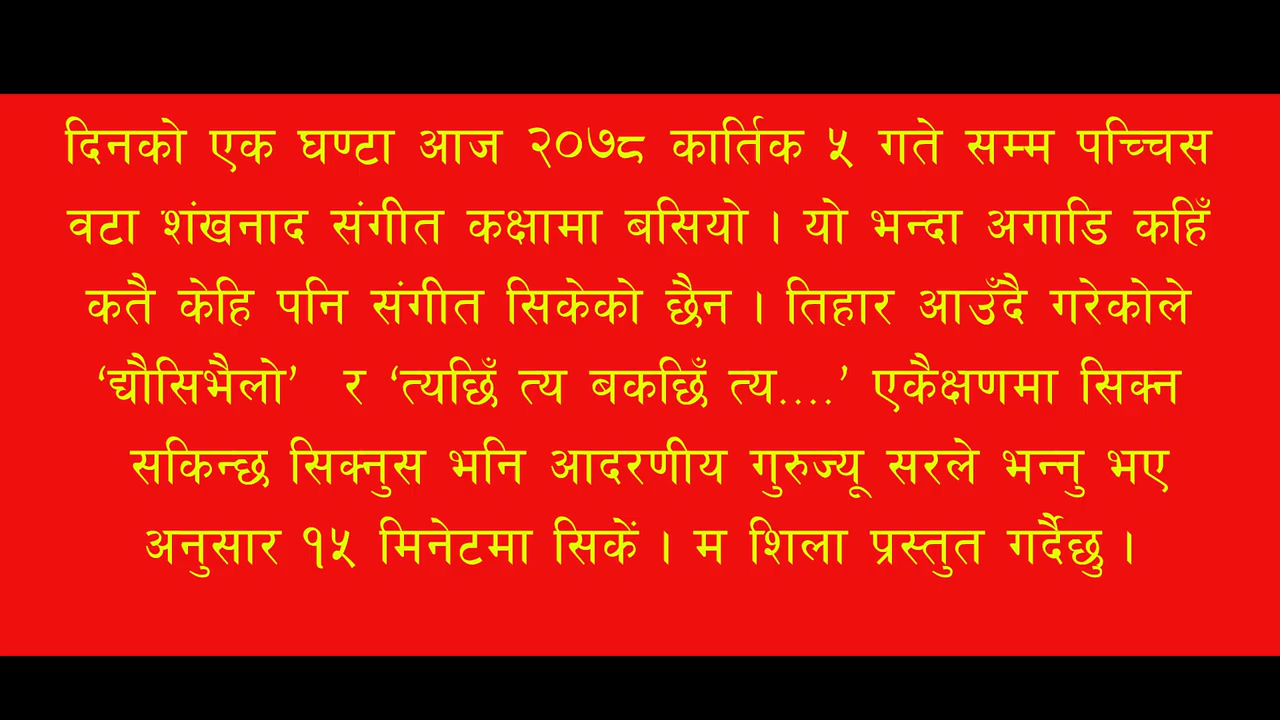 दिनको एक घण्टा आज २०७८ कार्तिक ५ गते सम्म पच्चिस
वटा शंखनाद संगीत कक्षामा बसियो । यो भन्दा अगाडि कहिँ
कतै केहि पनि संगीत सिकेको छैन । तिहार आउँदै गरेकोले
‘द्यौसिभैलो’ र ‘त्यछिँ त्य बकछिँ त्य....’ एकैक्षणमा सिक्न
सकिन्छ सिक्नुस भनि आदरणीय गुरुज्यू सरले भन्नु भए
अनुसार १५ मिनेटमा सिकें । म शिला प्रस्तुत गर्दैछु ।